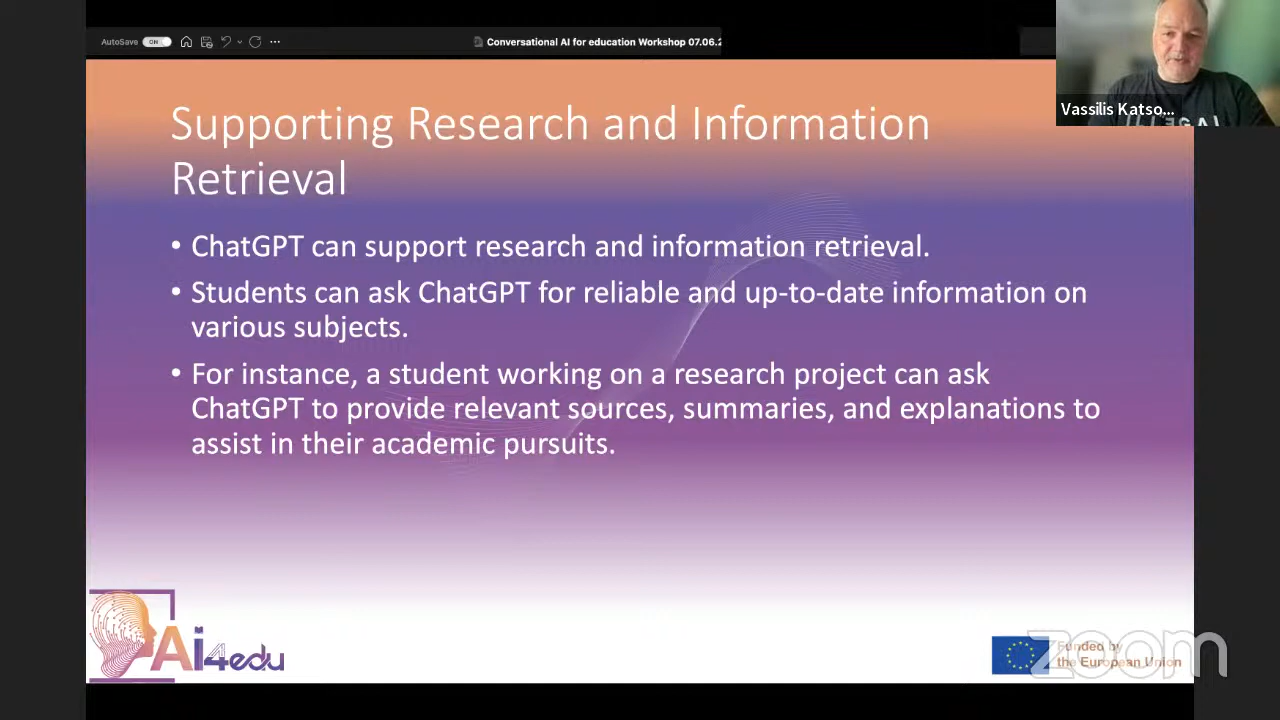 AutoSave ON
Conversational AI for education Workshop 07.06.2
Vassilis Katso...
Supporting Research and Information
Retrieval
• ChatGPT can support research and information retrieval.
• Students can ask ChatGPT for reliable and up-to-date information on
various subjects.
• For instance, a student working on a research project can ask
ChatGPT to provide relevant sources, summaries, and explanations to
assist in their academic pursuits.
Ai4edu
Funded by
the European Union
zoom